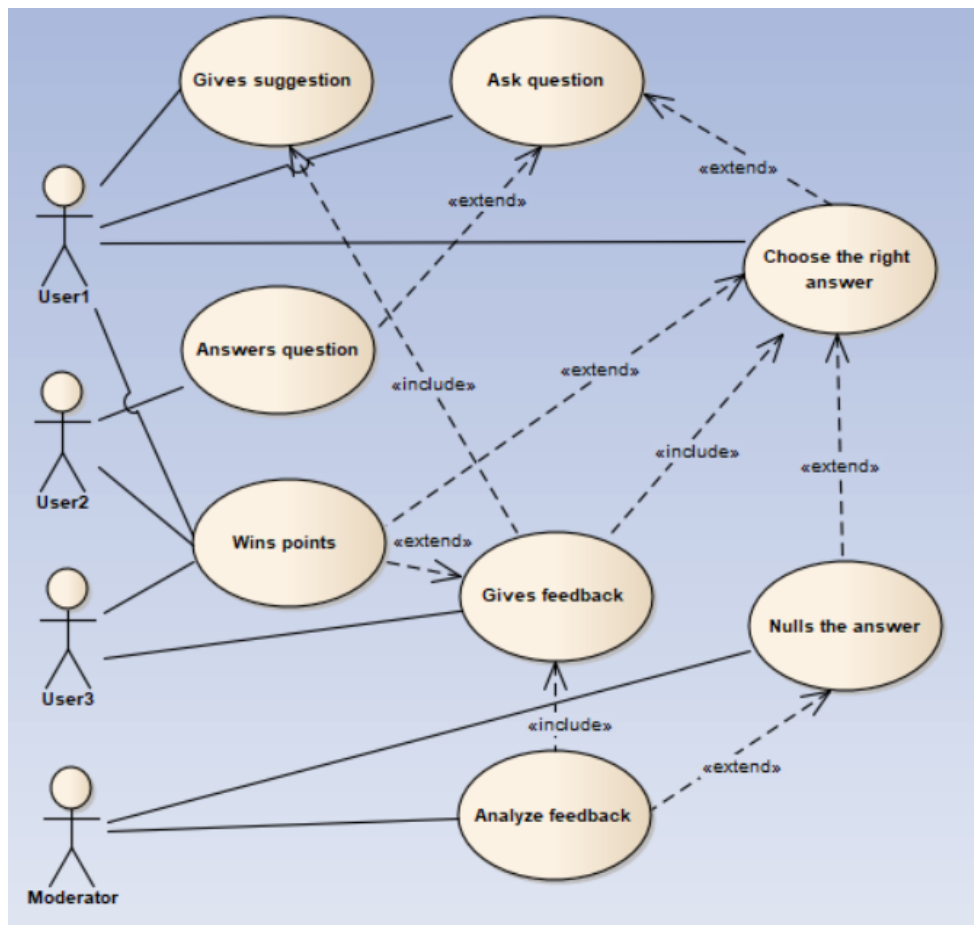 Gives suggestion
Ask question
«extend»
«extend»
Choose the right
answer
User1
Answers question
«extend»
«include»
«include»
«extend»
User2
Wins points
«extend»
Gives feedback
Nulls the answer
User3
«include»
«extend»
Analyze feedback
Moderator